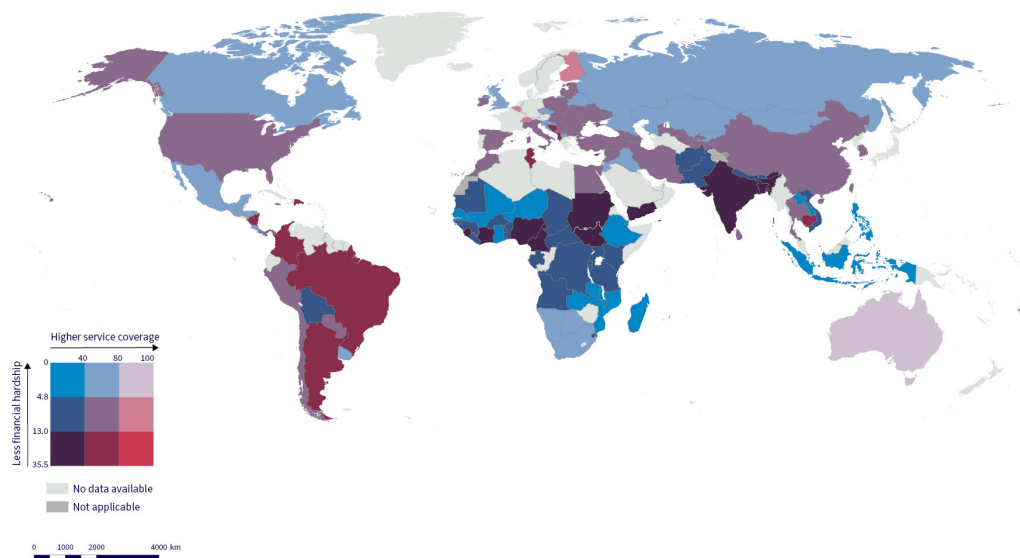 Higher service coverage
40 80 100
0
4.8
13.0
35.5
Less financial hardship
No data available
Not applicable
0 1000 2000 4000 km